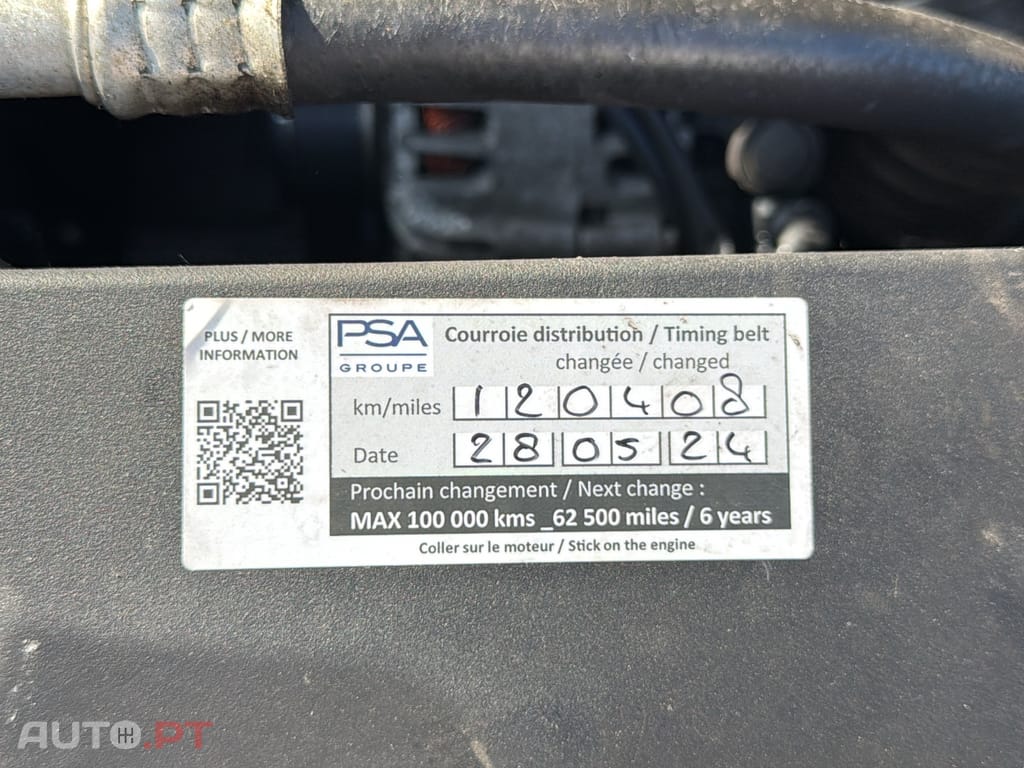 PLUS / MORE
INFORMATION
PSA
GROUPE
Courroie distribution / Timing belt
changée / changed
km/miles 120408
Date 28 05 24
Prochain changement / Next change :
MAX 100 000 kms _62 500 miles / 6 years
Coller sur le moteur / Stick on the engine
AUTO.PT